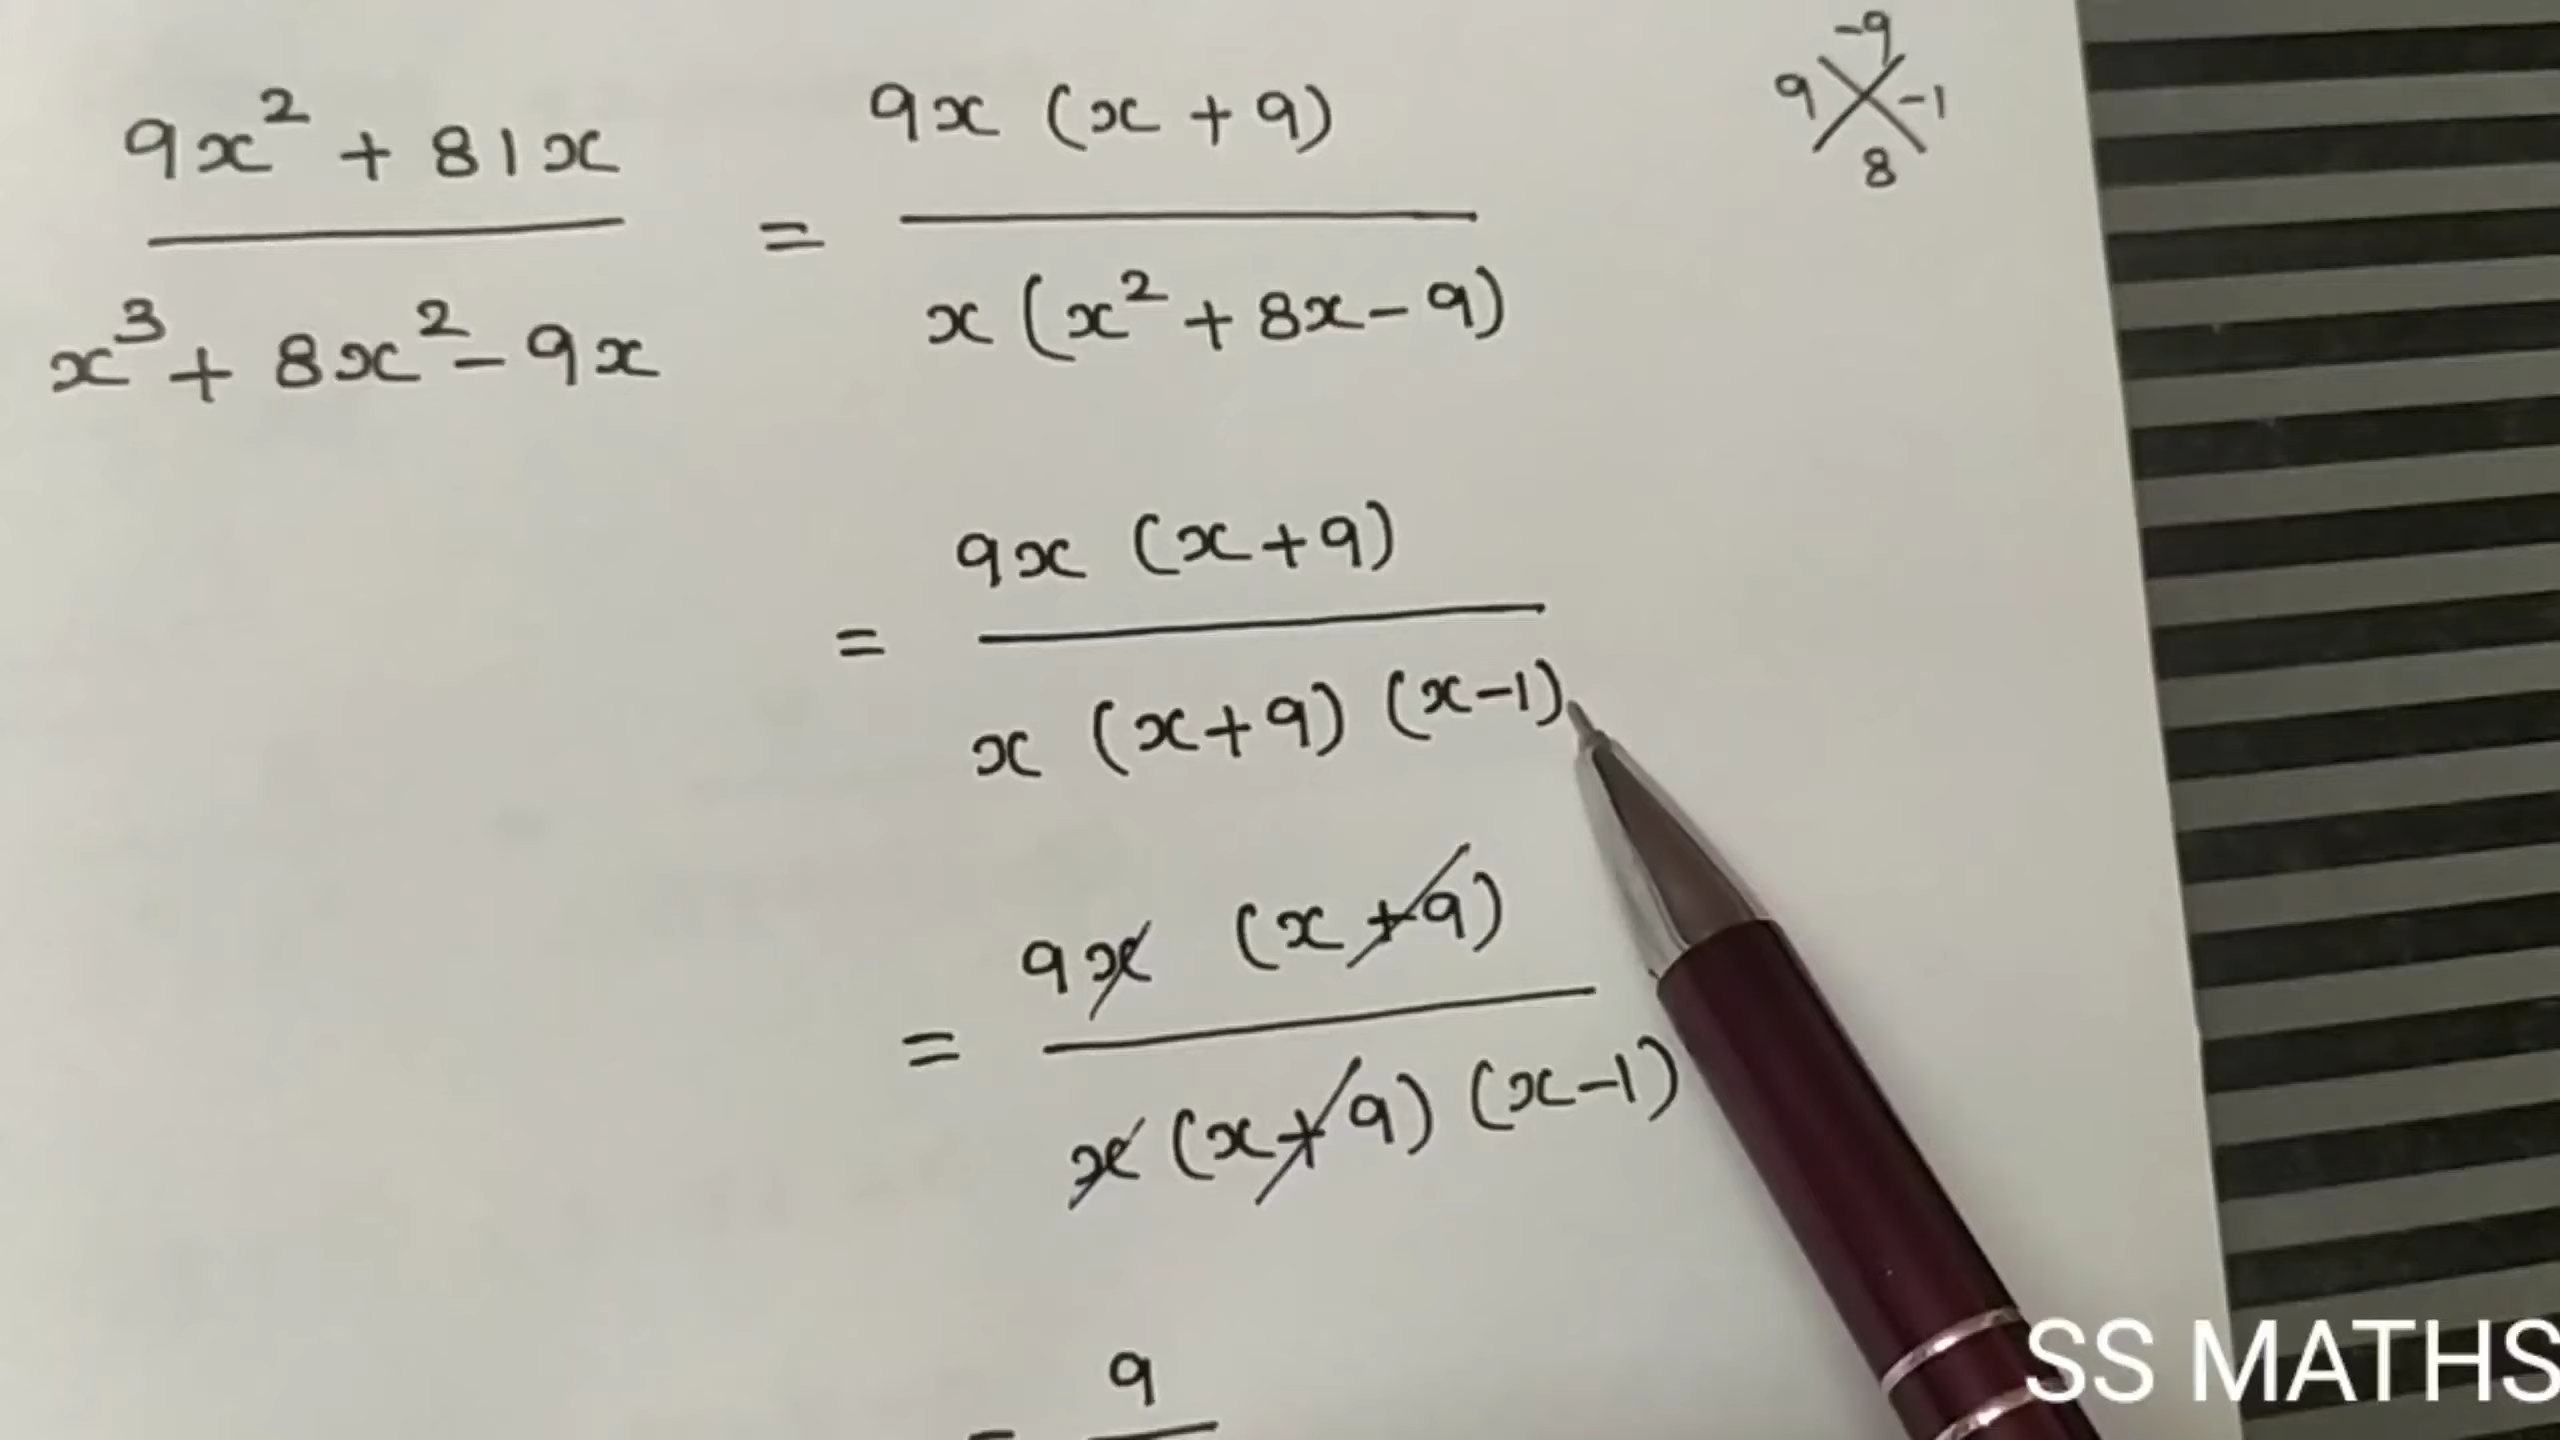 9x² + 81x / x³ + 8x² - 9x = 9x (x + 9) / x (x² + 8x - 9)
-9
9 -1
8
= 9x (x+9) / x (x+9) (x-1)
= 9x (x+9) / x (x+9) (x-1)
= 9
SS MATHS